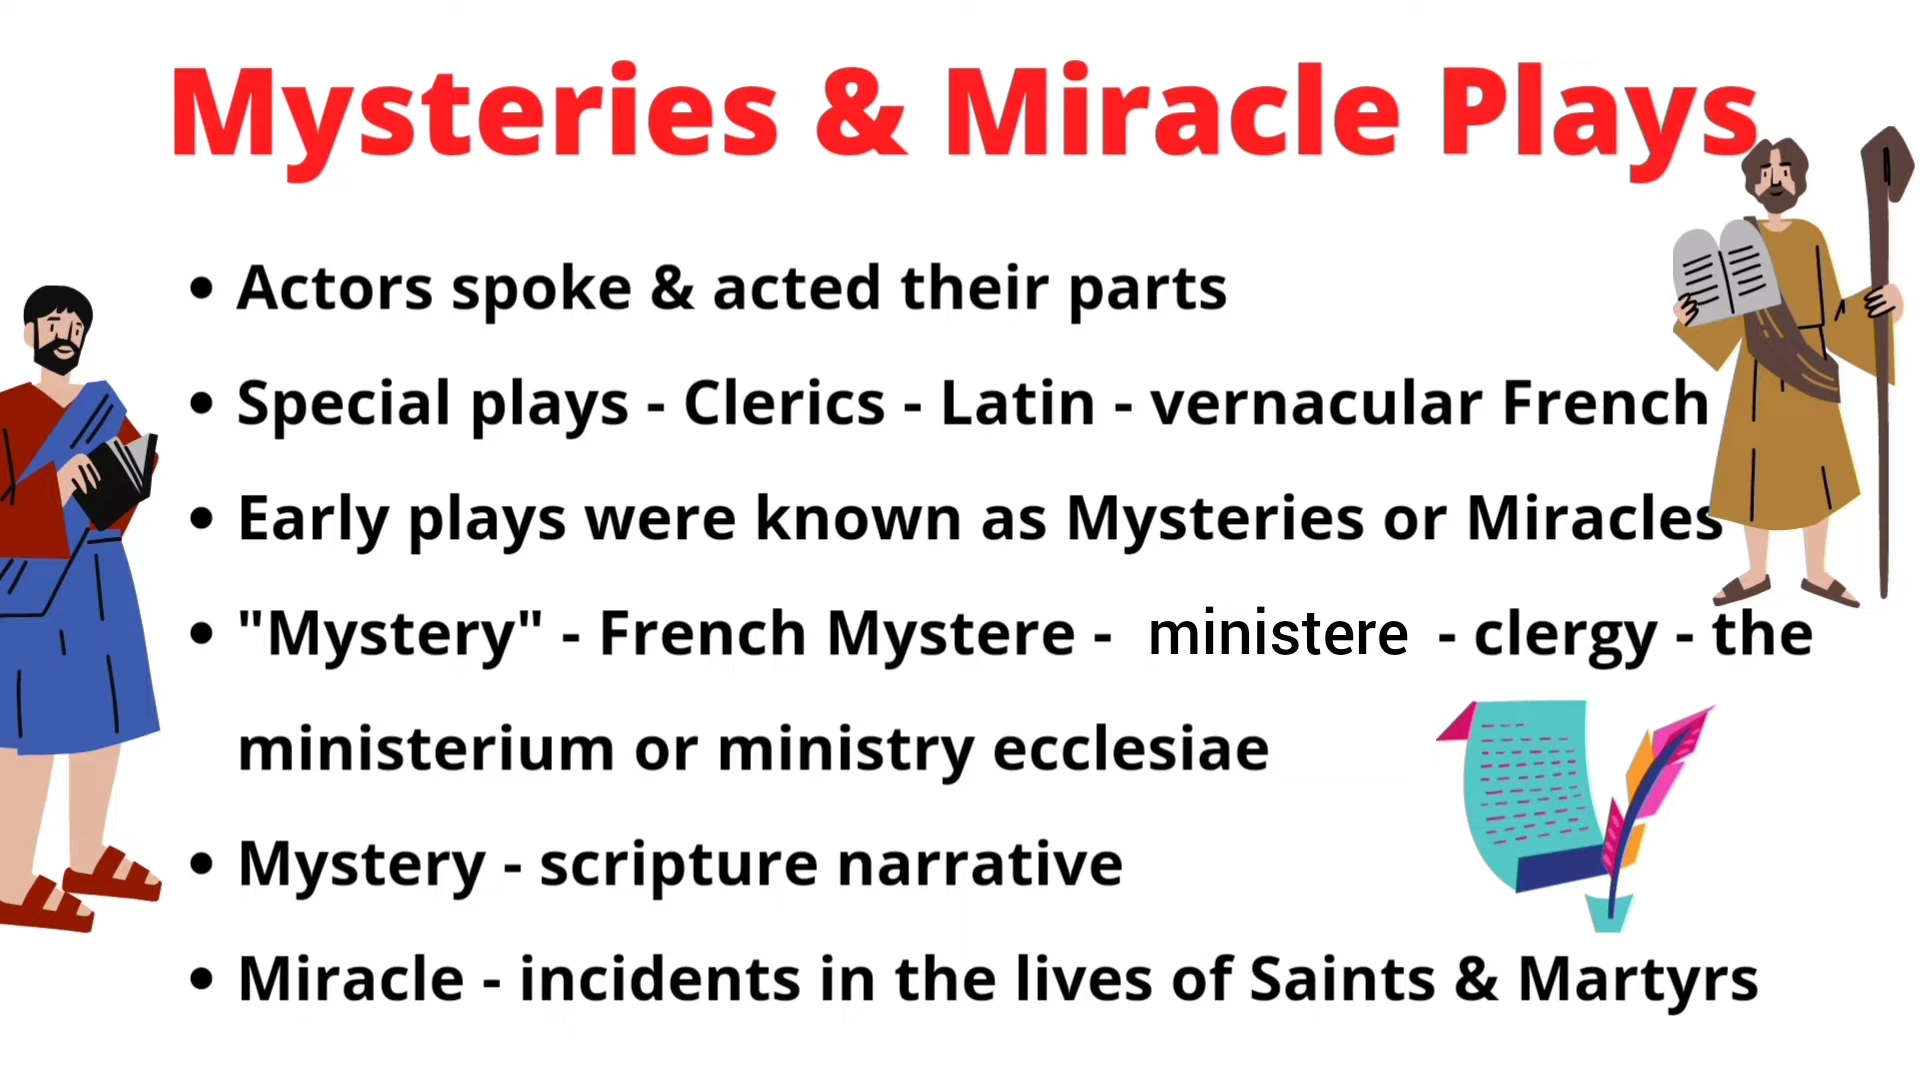 Mysteries & Miracle Plays
• Actors spoke & acted their parts
• Special plays - Clerics - Latin - vernacular French
• Early plays were known as Mysteries or Miracles
• "Mystery" - French Mystere - ministere - clergy - the
ministerium or ministry ecclesiae
• Mystery - scripture narrative
• Miracle - incidents in the lives of Saints & Martyrs